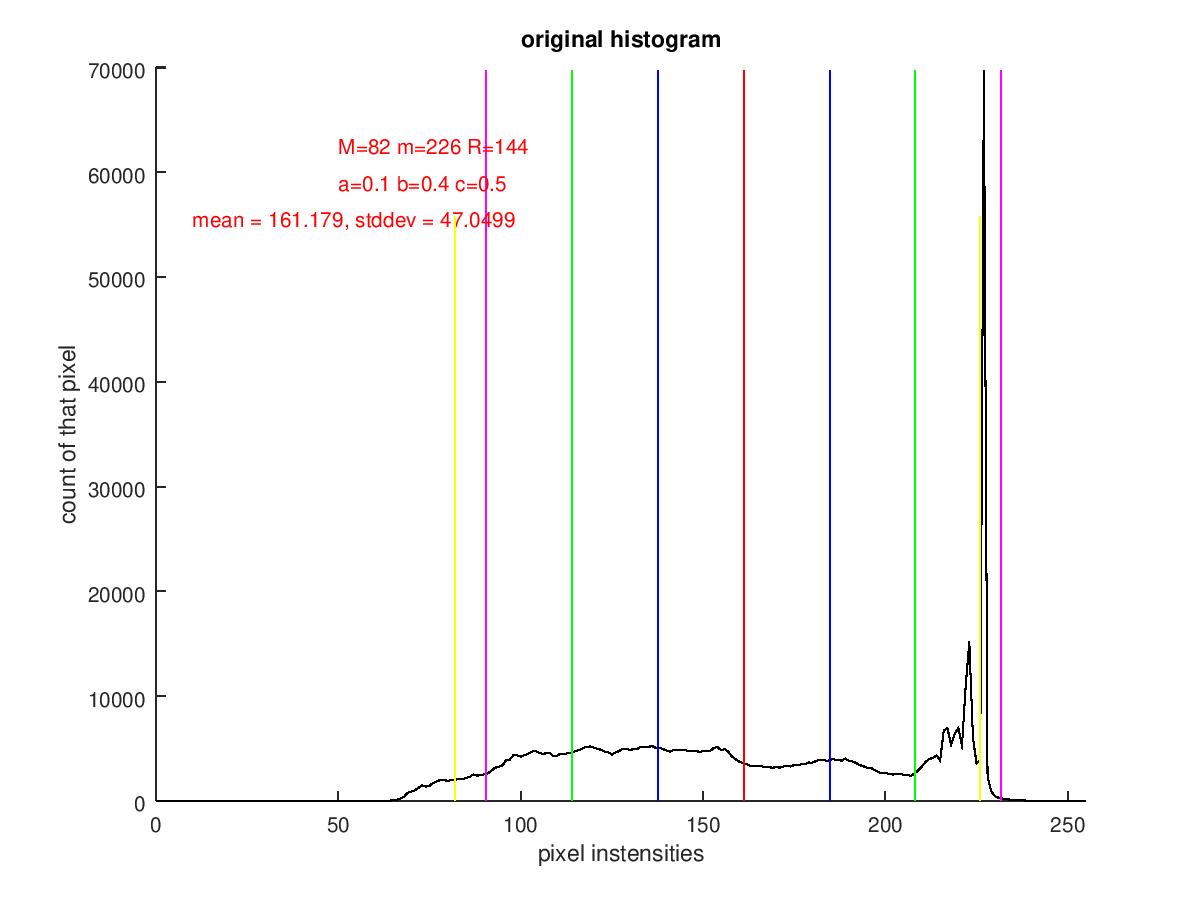 original histogram
70000
60000
50000
40000
30000
20000
10000
0
M=82 m=226 R=144
a=0.1 b=0.4 c=0.5
mean = 161.179, stddev = 47.0499
count of that pixel
0 50 100 150 200 250
pixel instensities